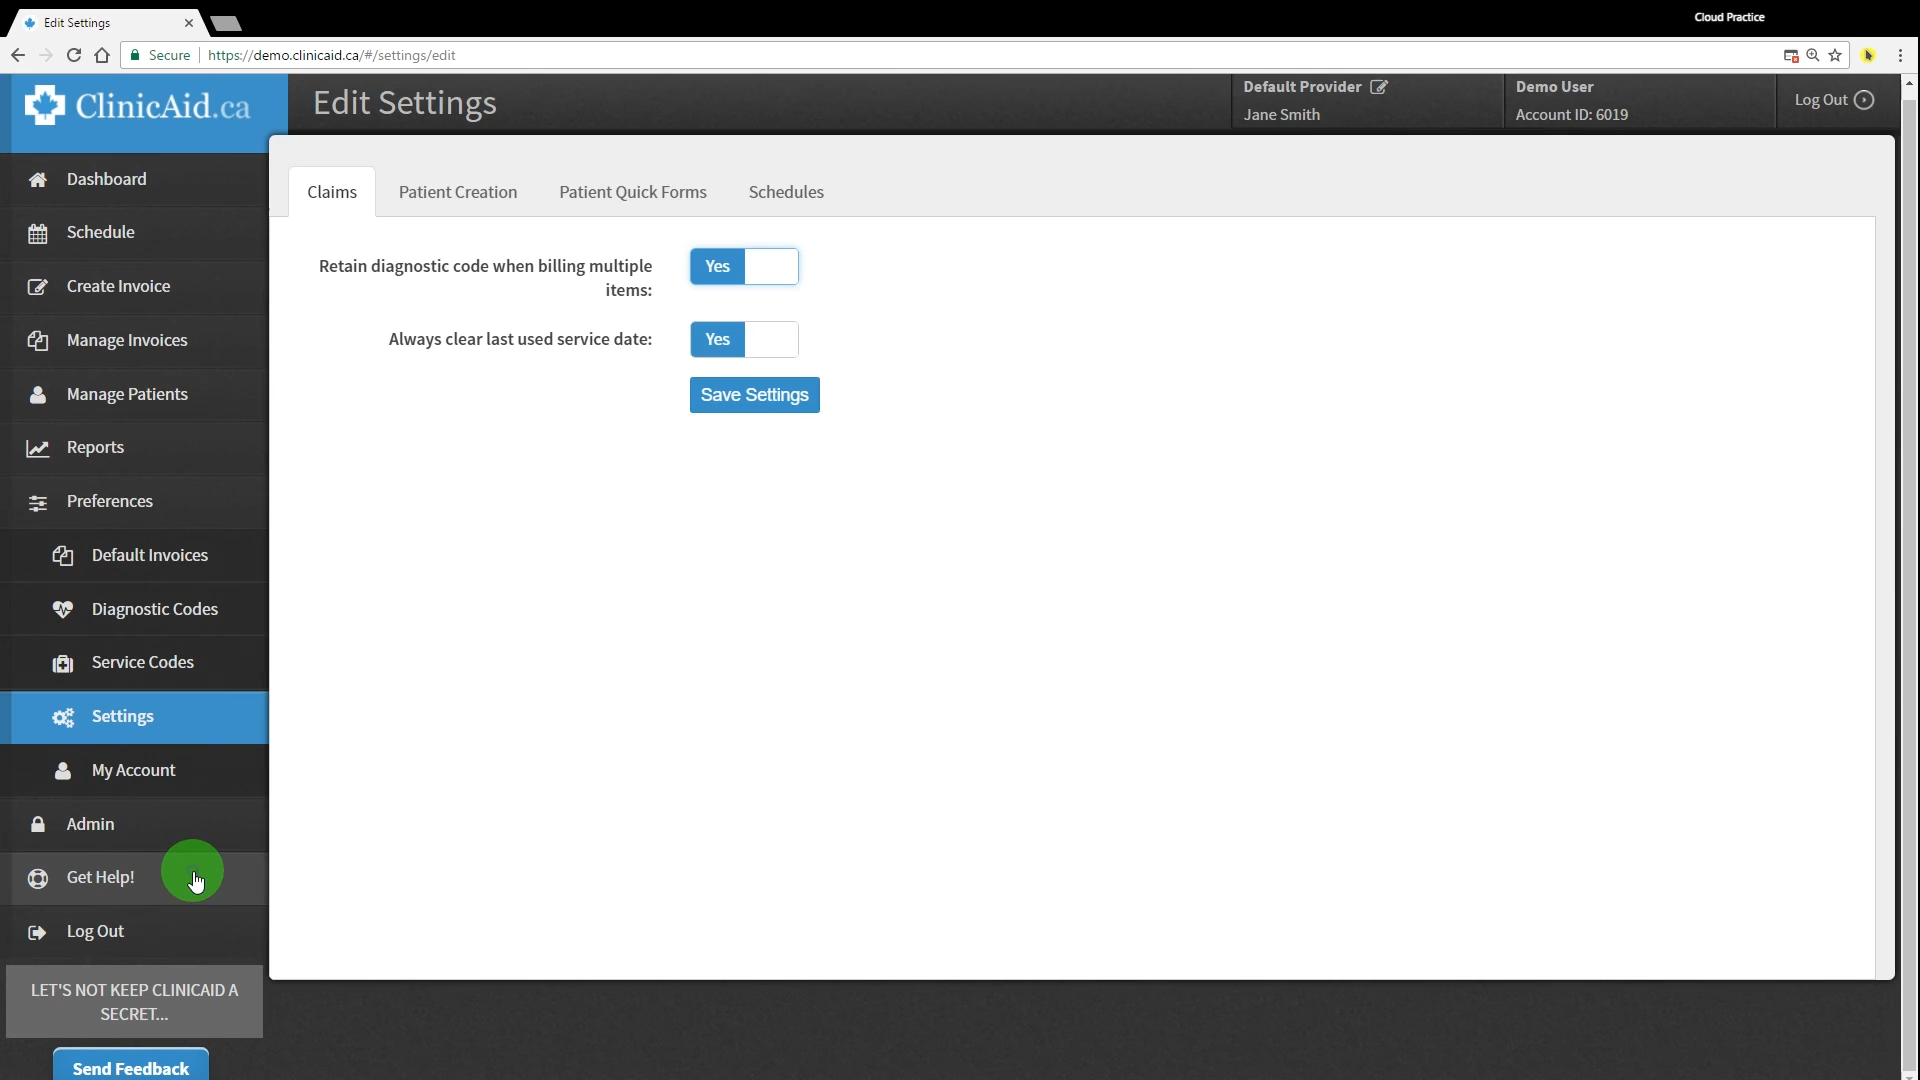 Edit Settings
Cloud Practice
Secure
https://demo.clinicaid.ca/#/settings/edit
ClinicAid.ca
Edit Settings
Default Provider
Jane Smith
Demo User
Account ID: 6019
Log Out
Dashboard
Schedule
Create Invoice
Manage Invoices
Manage Patients
Reports
Preferences
Default Invoices
Diagnostic Codes
Service Codes
Settings
My Account
Admin
Get Help!
Log Out
LET'S NOT KEEP CLINICAID A
SECRET...
Send Feedback
Claims
Patient Creation
Patient Quick Forms
Schedules
Retain diagnostic code when billing multiple
items:
Yes
Always clear last used service date:
Yes
Save Settings